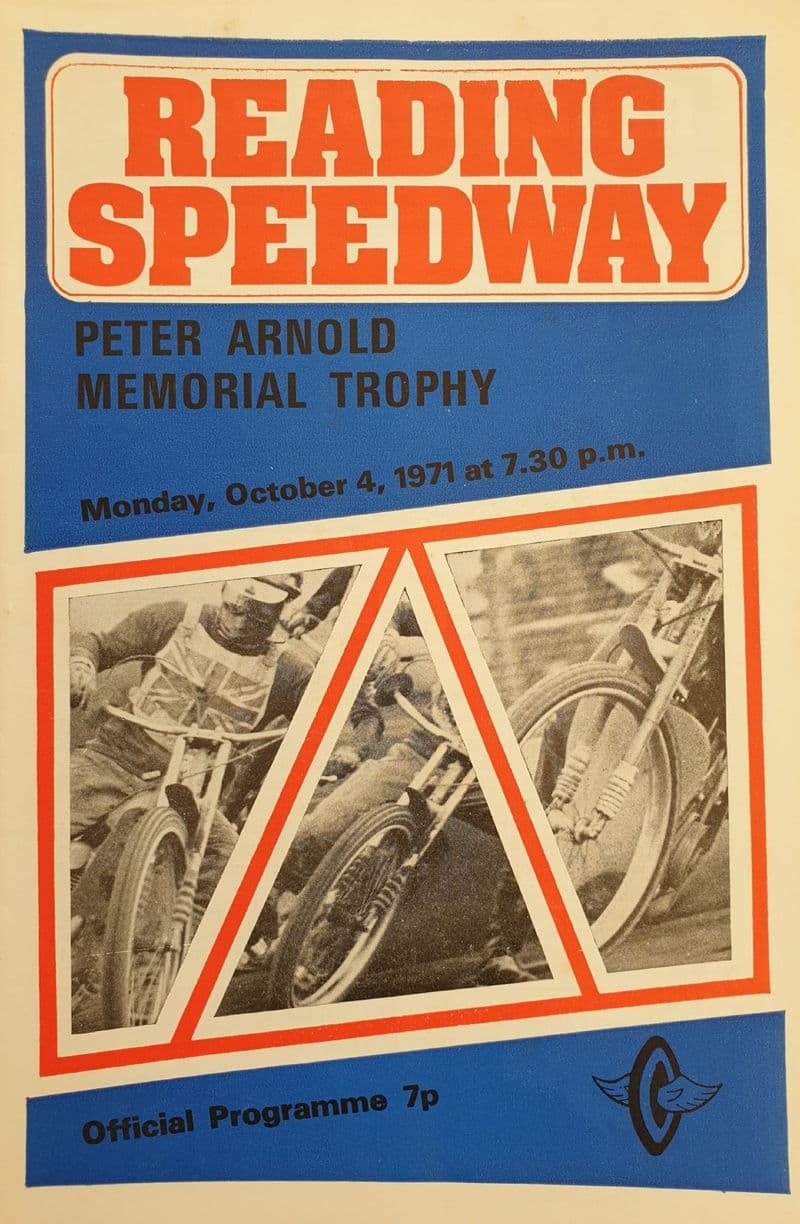 READING
SPEEDWAY
PETER ARNOLD
MEMORIAL TROPHY
Monday, October 4, 1971 at 7.30 p.m.
Official Programme 7p
C